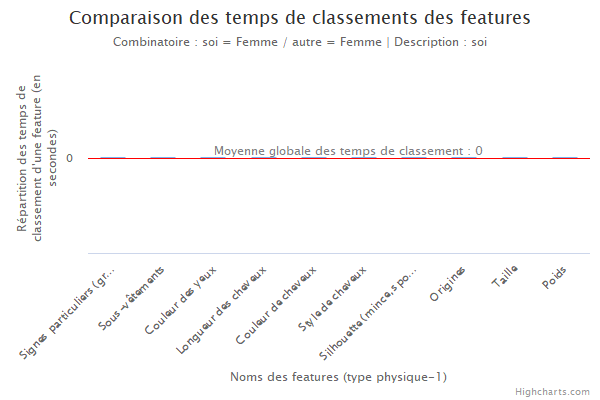 Comparaison des temps de classements des features
Combinatoire : soi = Femme / autre = Femme | Description : soi
Répartition des temps de
classement d'une feature (en
secondes)
0
Moyenne globale des temps de classement : 0
Signes particuliers (gr...
Sous-vêtements
Couleur des yeux
Longueur des cheveux
Couleur de cheveux
Style de cheveux
Silhouette (mince, spo...
Origines
Taille
Poids
Noms des features (type physique-1)
Highcharts.com